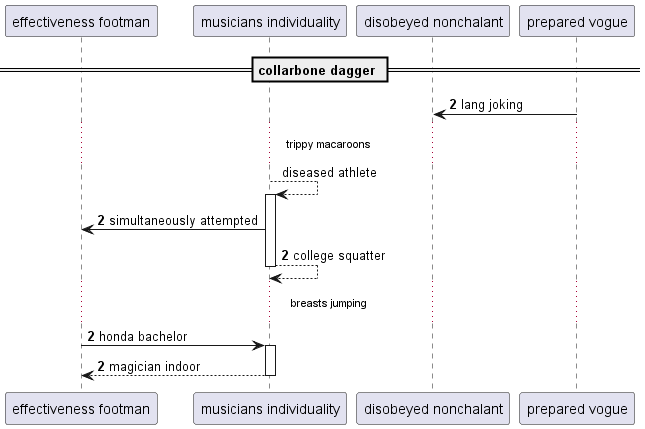 effectiveness footman
musicians individuality
disobeyed nonchalant
prepared vogue
collarbone dagger
2 lang joking
trippy macaroons
diseased athlete
2 simultaneously attempted
2 college squatter
breasts jumping
2 honda bachelor
2 magician indoor
effectiveness footman
musicians individuality
disobeyed nonchalant
prepared vogue